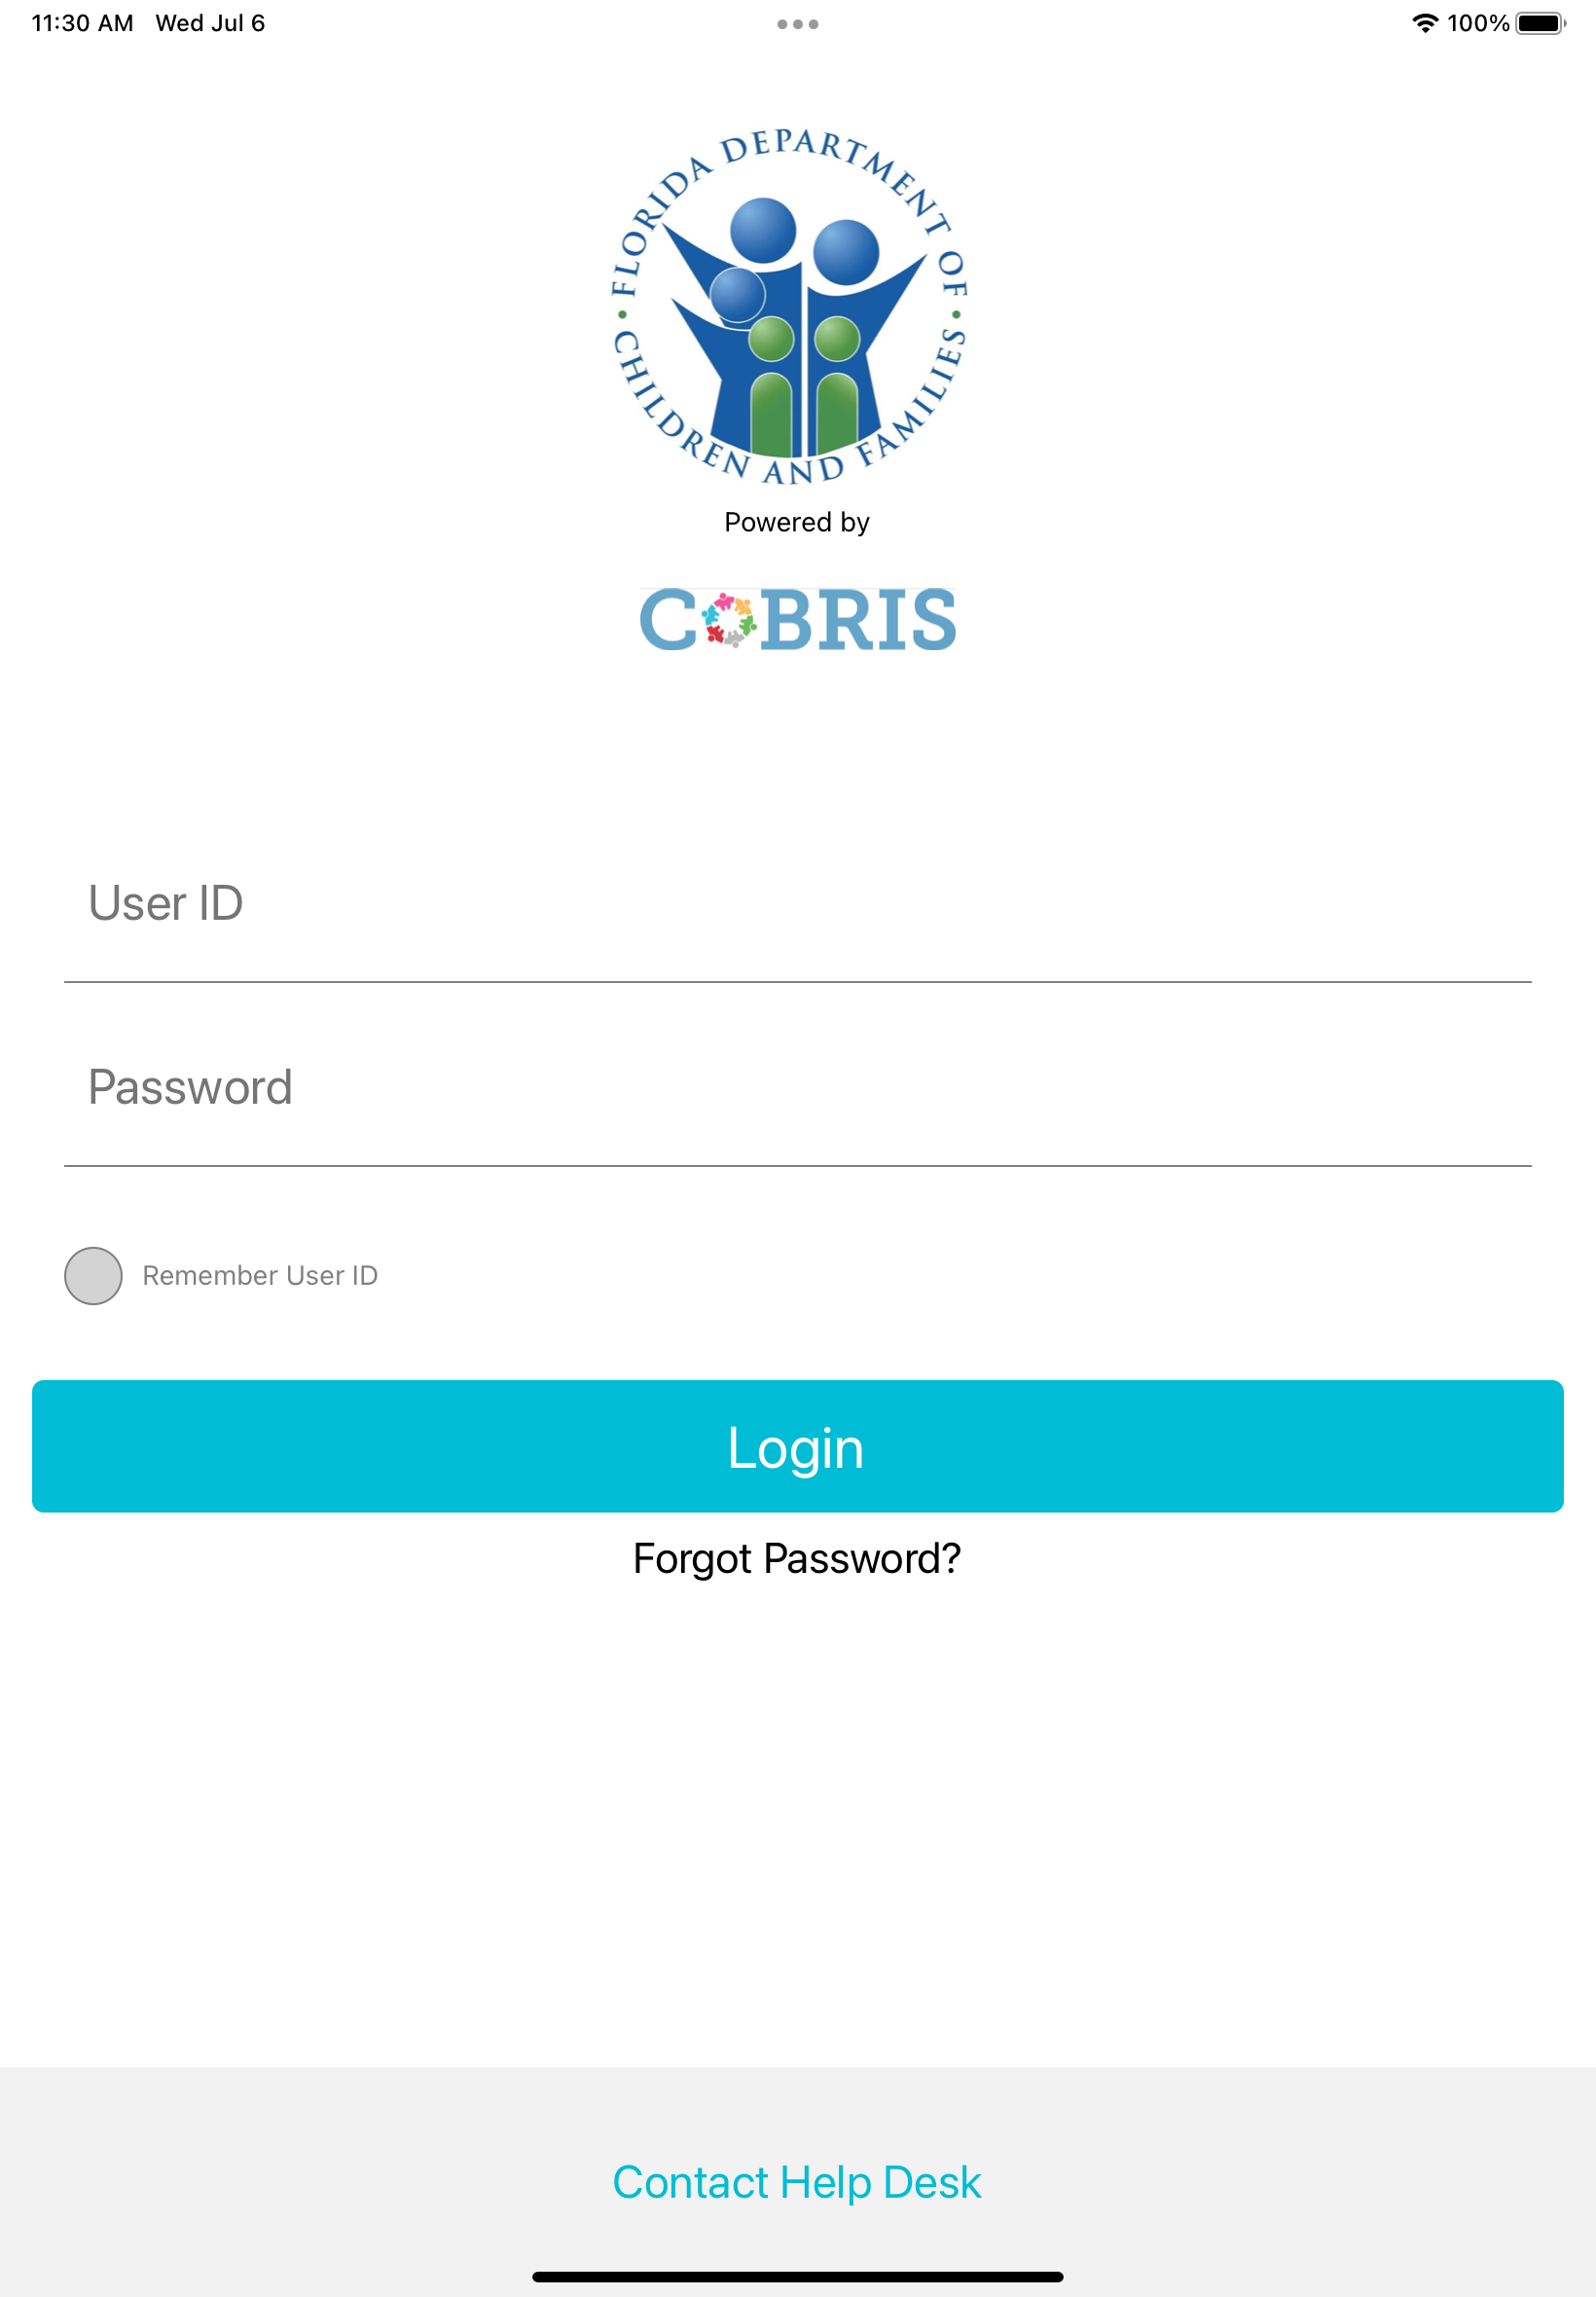 11:30 AM Wed Jul 6
100%
FLORIDA DEPARTMENT OF
• CHILDREN AND FAMILIES •
Powered by
COBRIS
User ID
Password
Remember User ID
Login
Forgot Password?
Contact Help Desk